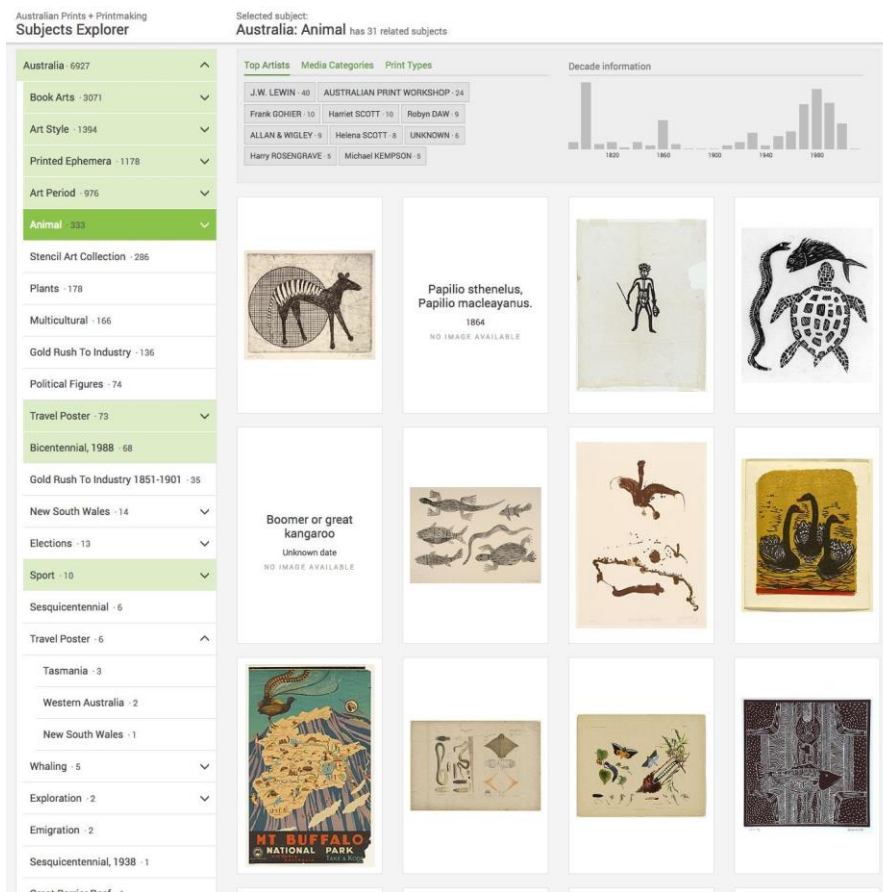 Australian Prints + Printmaking
Subjects Explorer
Selected subject:
Australia: Animal has 31 related subjects
Australia · 6927
Book Arts · 3071
Art Style · 1394
Printed Ephemera · 1178
Art Period · 976
Animal · 333
Stencil Art Collection · 286
Plants · 178
Multicultural · 166
Gold Rush To Industry · 136
Political Figures · 74
Travel Poster · 73
Bicentennial, 1988 · 68
Gold Rush To Industry 1851-1901 · 35
New South Wales · 14
Elections · 13
Sport · 10
Sesquicentennial · 6
Travel Poster · 6
Tasmania · 3
Western Australia · 2
New South Wales · 1
Whaling · 5
Exploration · 2
Emigration · 2
Sesquicentennial, 1938 · 1
Top Artists Media Categories Print Types
J.W. LEWIN · 40 AUSTRALIAN PRINT WORKSHOP · 24
Frank GOHIER · 10 Harriet SCOTT · 10 Robyn DAW · 9
ALLAN & WIGLEY · 9 Helena SCOTT · 8 UNKNOWN · 6
Harry ROSENGRAVE · 5 Michael KEMPSON · 5
Decade information
1820 1860 1900 1940 1980
Papilio sthenelus,
Papilio macleayanus.
1864
NO IMAGE AVAILABLE
Boomer or great
kangaroo
Unknown date
NO IMAGE AVAILABLE
MT BUFFALO
NATIONAL PARK